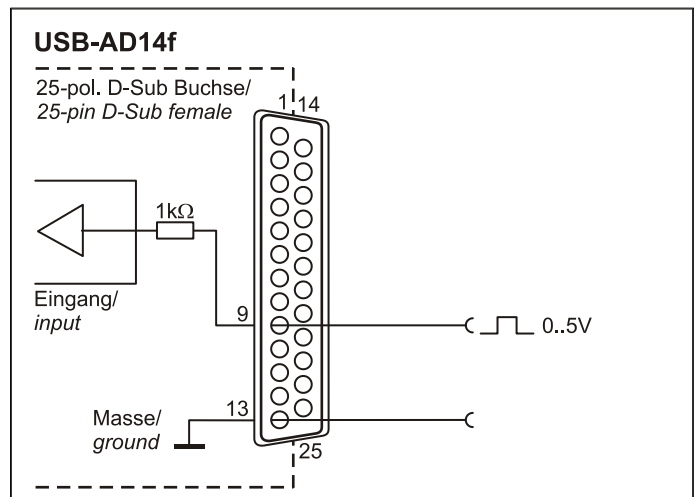 USB-AD14f
25-pol. D-Sub Buchse/
25-pin D-Sub female
1 14
1kΩ
Eingang/
input
9
0..5V
13
Masse/
ground
25